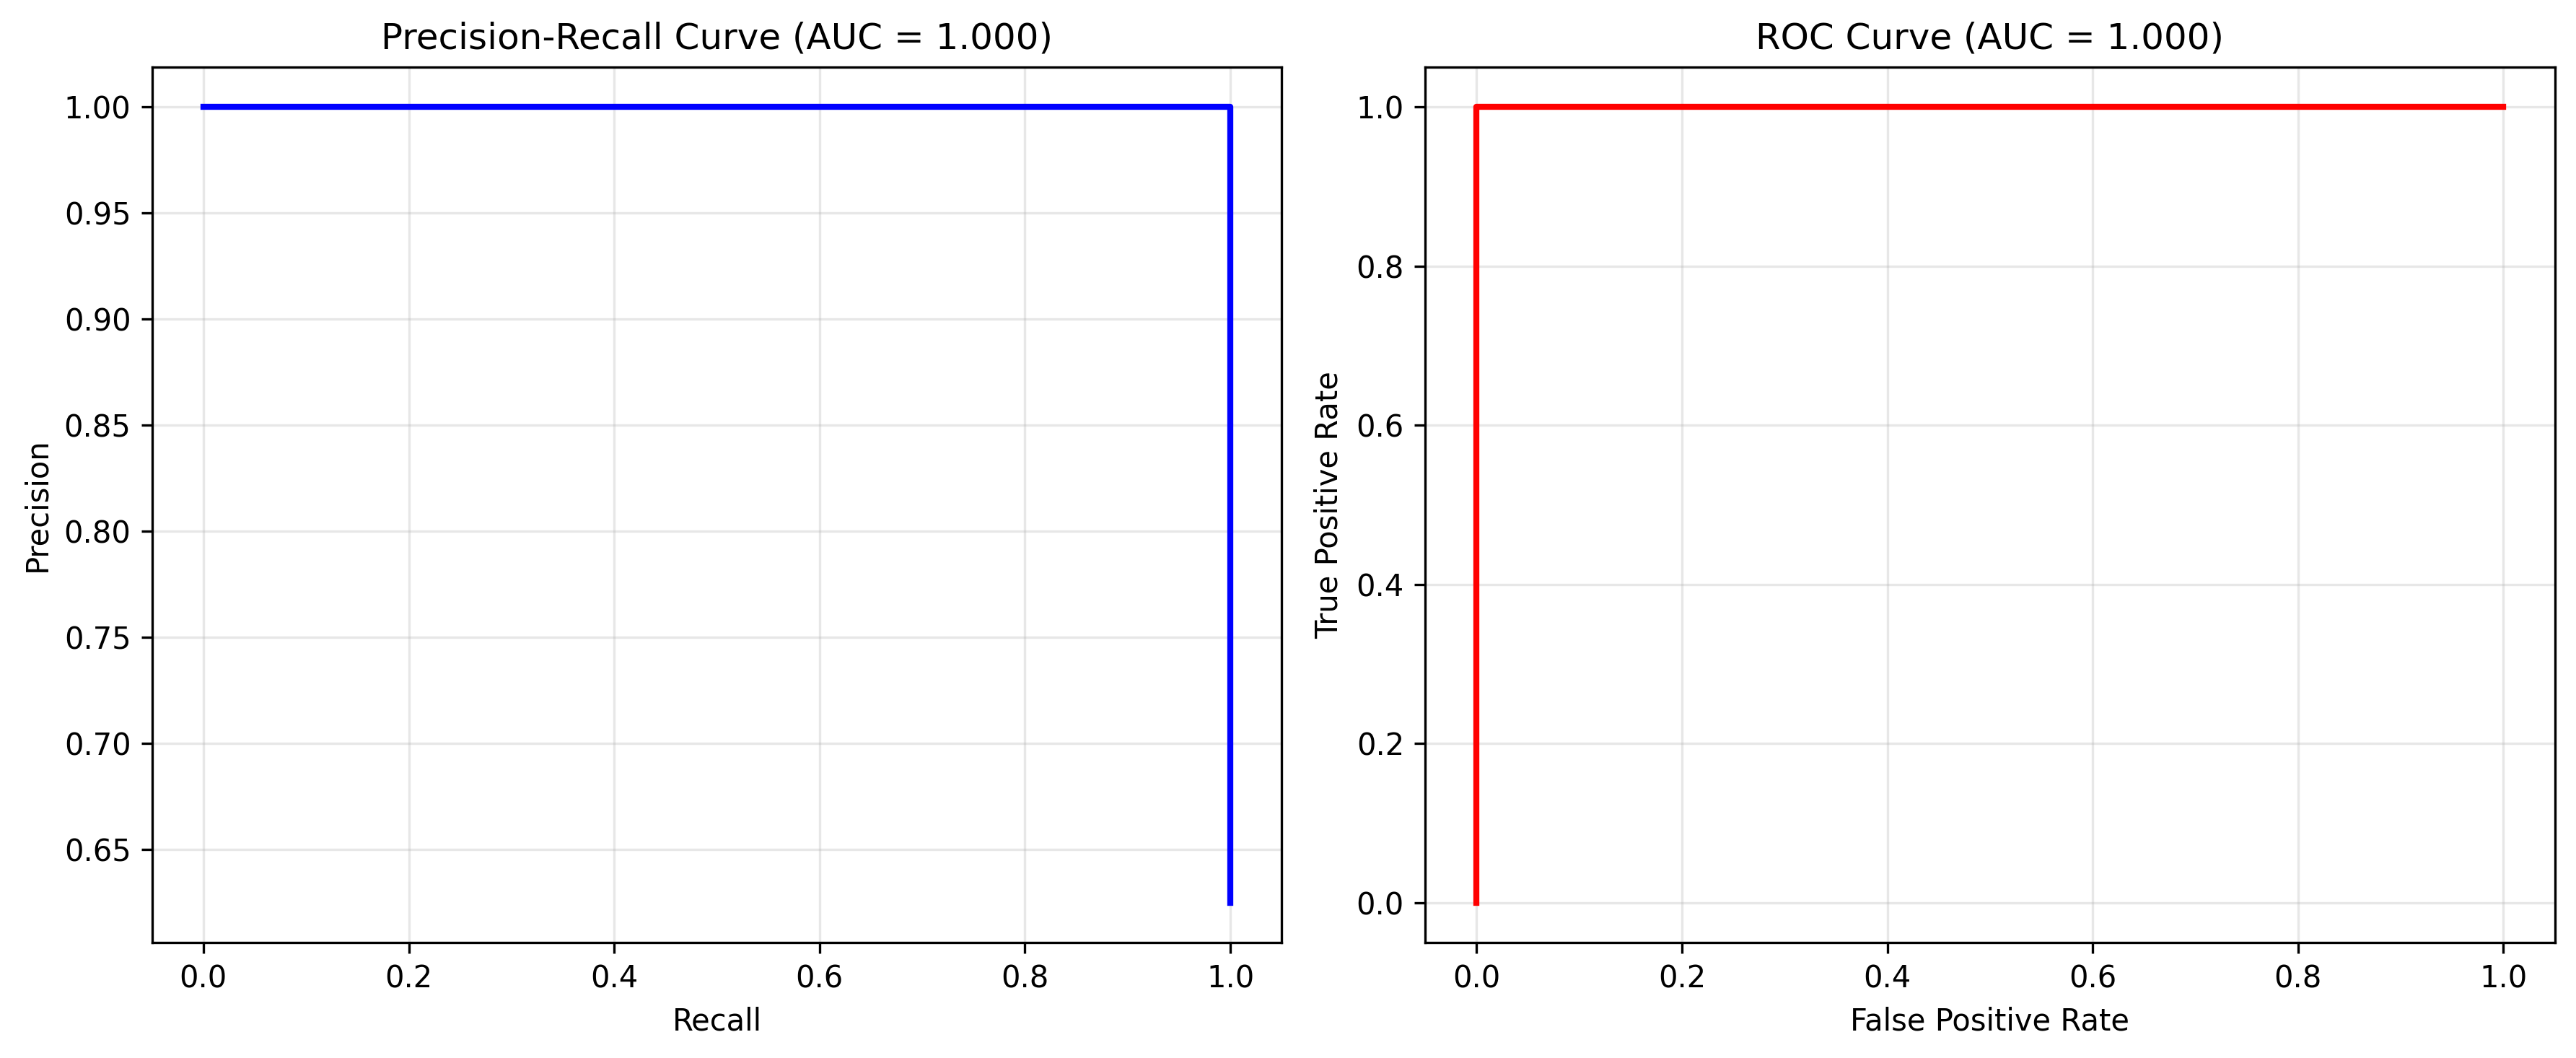 Precision-Recall Curve (AUC = 1.000)
1.00
0.95
0.90
0.85
0.80
0.75
0.70
0.65
Precision
0.0 0.2 0.4 0.6 0.8 1.0
Recall
ROC Curve (AUC = 1.000)
1.0
0.8
0.6
0.4
0.2
0.0
True Positive Rate
0.0 0.2 0.4 0.6 0.8 1.0
False Positive Rate